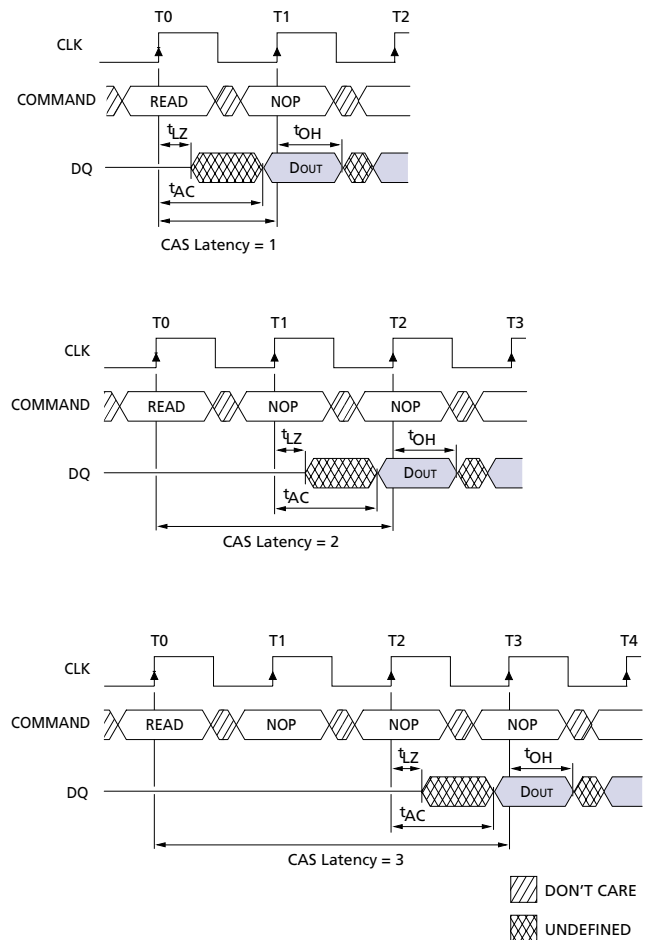 T0 T1 T2
CLK
COMMAND READ NOP
tLZ tOH
DQ DOUT
tAC
CAS Latency = 1
T0 T1 T2 T3
CLK
COMMAND READ NOP NOP
tLZ tOH
DQ DOUT
tAC
CAS Latency = 2
T0 T1 T2 T3 T4
CLK
COMMAND READ NOP NOP NOP
tLZ tOH
DQ DOUT
tAC
CAS Latency = 3
DON'T CARE
UNDEFINED